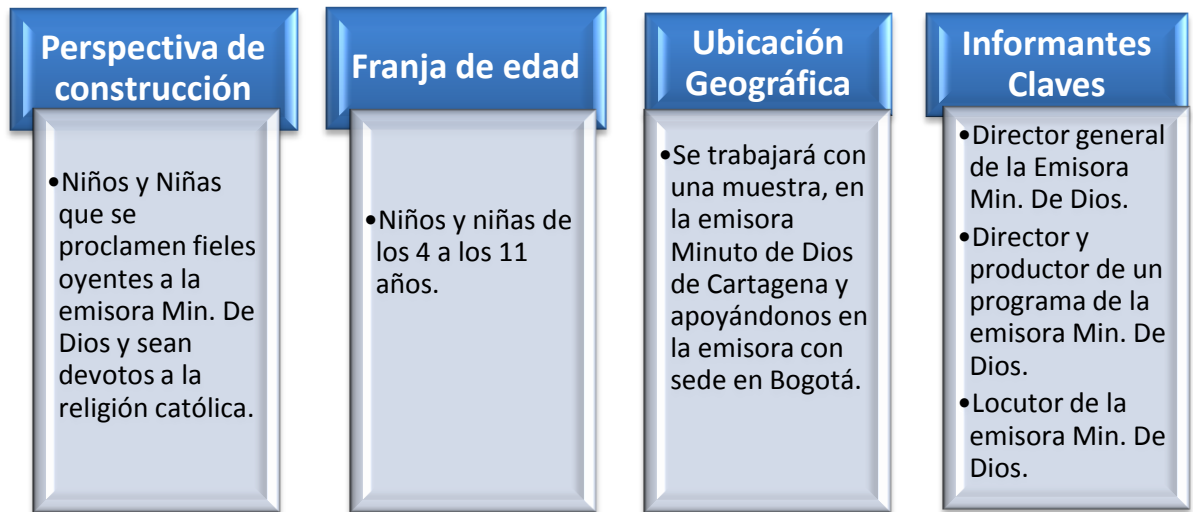 Perspectiva de
construcción
•Niños y Niñas
que se
proclamen fieles
oyentes a la
emisora Min. De
Dios y sean
devotos a la
religión católica.
Franja de edad
•Niños y niñas de
los 4 a los 11
años.
Ubicación
Geográfica
•Se trabajará con
una muestra, en
la emisora
Minuto de Dios
de Cartagena y
apoyándonos en
la emisora con
sede en Bogotá.
Informantes
Claves
•Director general
de la Emisora
Min. De Dios.
•Director y
productor de un
programa de la
emisora Min. De
Dios.
•Locutor de la
emisora Min. De
Dios.